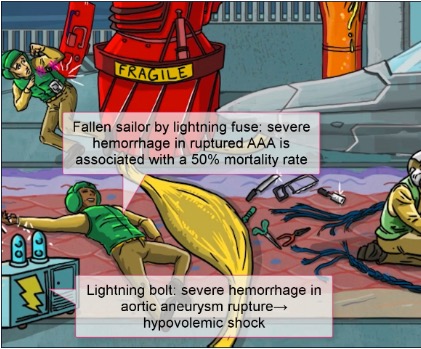 FRAGILE
Fallen sailor by lightning fuse: severe
hemorrhage in ruptured AAA is
associated with a 50% mortality rate
Lightning bolt: severe hemorrhage in
aortic aneurysm rupture→
hypovolemic shock